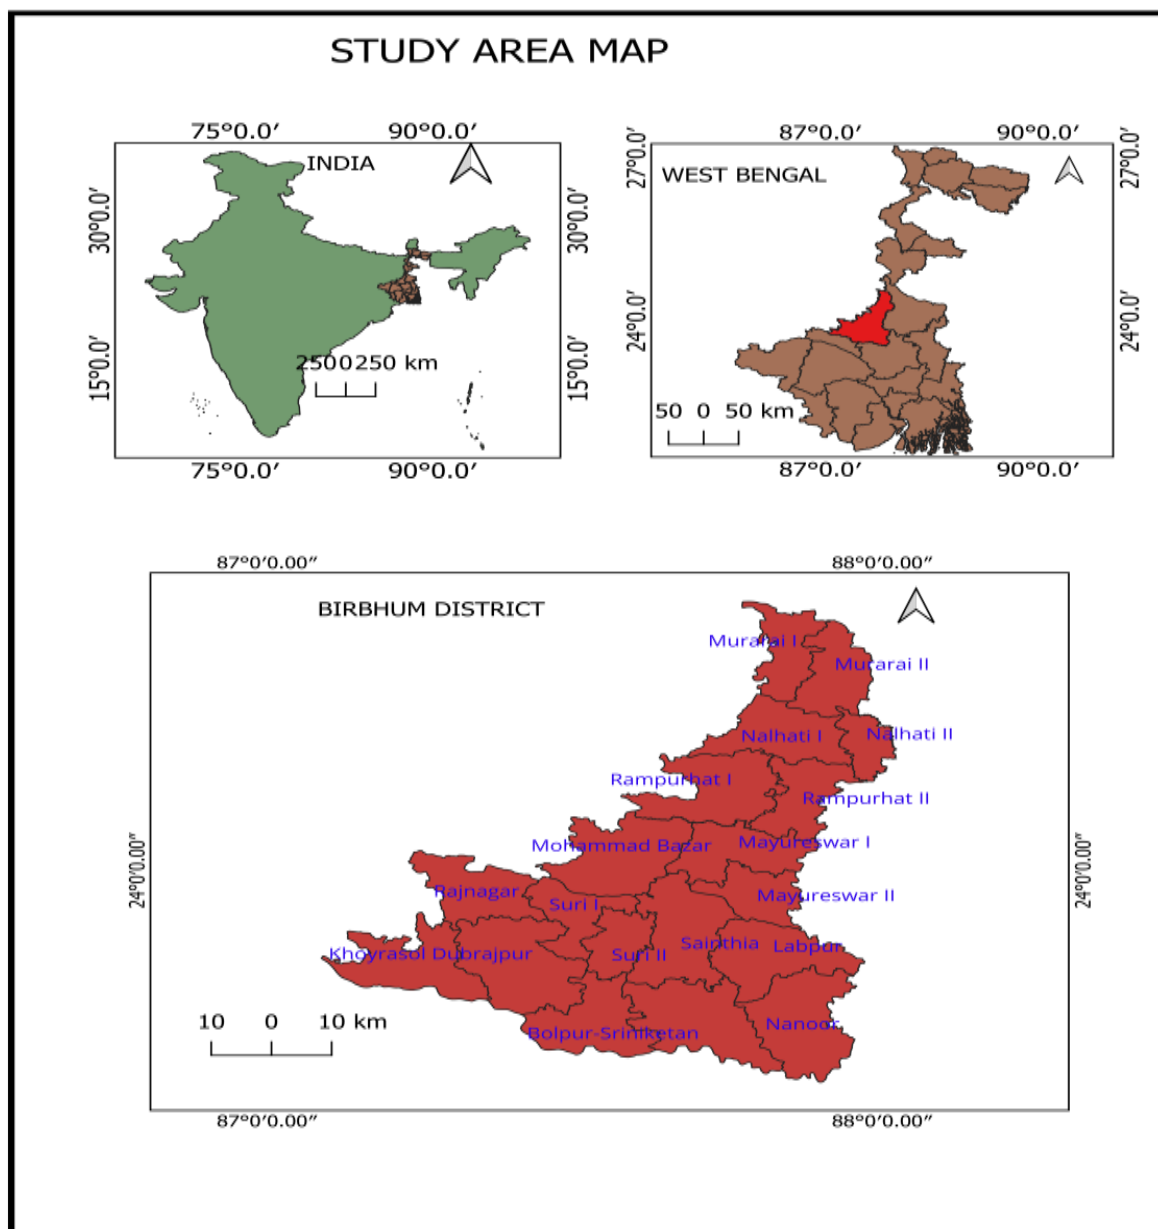 STUDY AREA MAP
75°0.0′ 90°0.0′
87°0.0′ 90°0.0′
INDIA
WEST BENGAL
30°0.0′ 30°0.0′
27°0.0′ 27°0.0′
15°0.0′ 15°0.0′
24°0.0′ 24°0.0′
2500250 km
50 0 50 km
75°0.0′ 90°0.0′
87°0.0′ 90°0.0′
87°0′0.00″ 88°0′0.00″
BIRBHUM DISTRICT
Murarai I
Murarai II
Nalhati I
Nalhati II
Rampurhat I
Rampurhat II
Mohammad Bazar
Mayureswar I
24°0′0.00″ 24°0′0.00″
Rajnagar
Suri I
Mayureswar II
Khoyrasol Dubrajpur
Suri II
Sainthia
Labpur
10 0 10 km
Bolpur-Sriniketan
Nanoor
87°0′0.00″ 88°0′0.00″